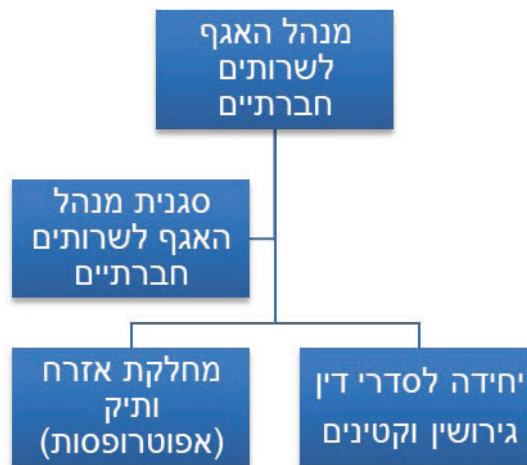 מנהל האגף
לשרותים
חברתיים
סגנית מנהל
האגף לשרותים
חברתיים
יחידה לסדרי דין
גירושין וקטינים
מחלקת אזרח
ותיק
(אפוטרופסות)